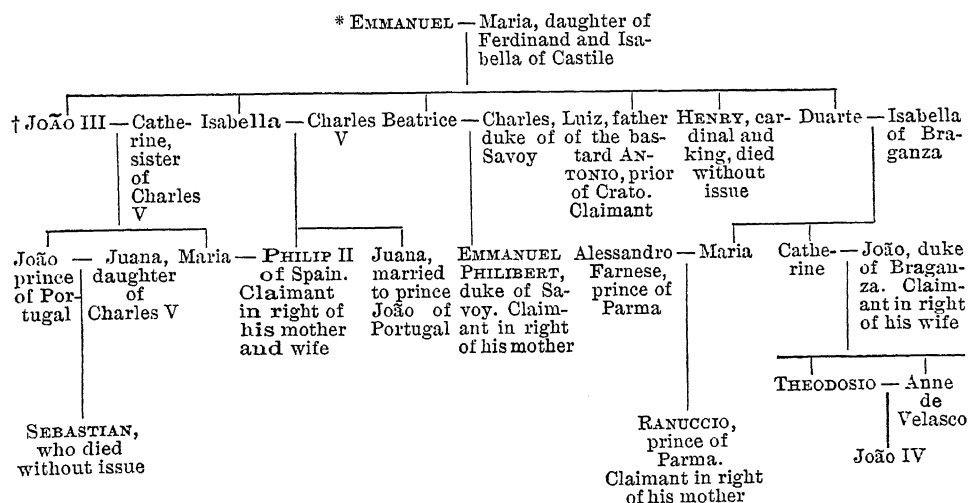 * EMMANUEL — Maria, daughter of
Ferdinand and Isa-
bella of Castile
† JOÃO III — Cathe-
rine,
sister
of
Charles
V
Isabella — Charles
V
Beatrice — Charles,
duke of
Savoy
Luiz, father
of the bas-
tard AN-
TONIO, prior
of Crato.
Claimant
HENRY, car-
dinal and
king, died
without
issue
Duarte — Isabella
of Bra-
ganza
João
prince
of Por-
tugal
— Juana,
daughter
of
Charles V
Maria — PHILIP II
of Spain.
Claimant
in right of
his mother
and wife
Juana,
married
to prince
João of
Portugal
EMMANUEL
PHILIBERT,
duke of Sa-
voy. Claim-
ant in right
of his mother
Alessandro
Farnese,
prince of
Parma
— Maria
Cathe-
rine
— João, duke
of Bragan-
za. Claim-
ant in right
of his wife
THEODOSIO — Anne
de
Velasco
SEBASTIAN,
who died
without issue
RANUCCIO,
prince of
Parma.
Claimant in right
of his mother
João IV